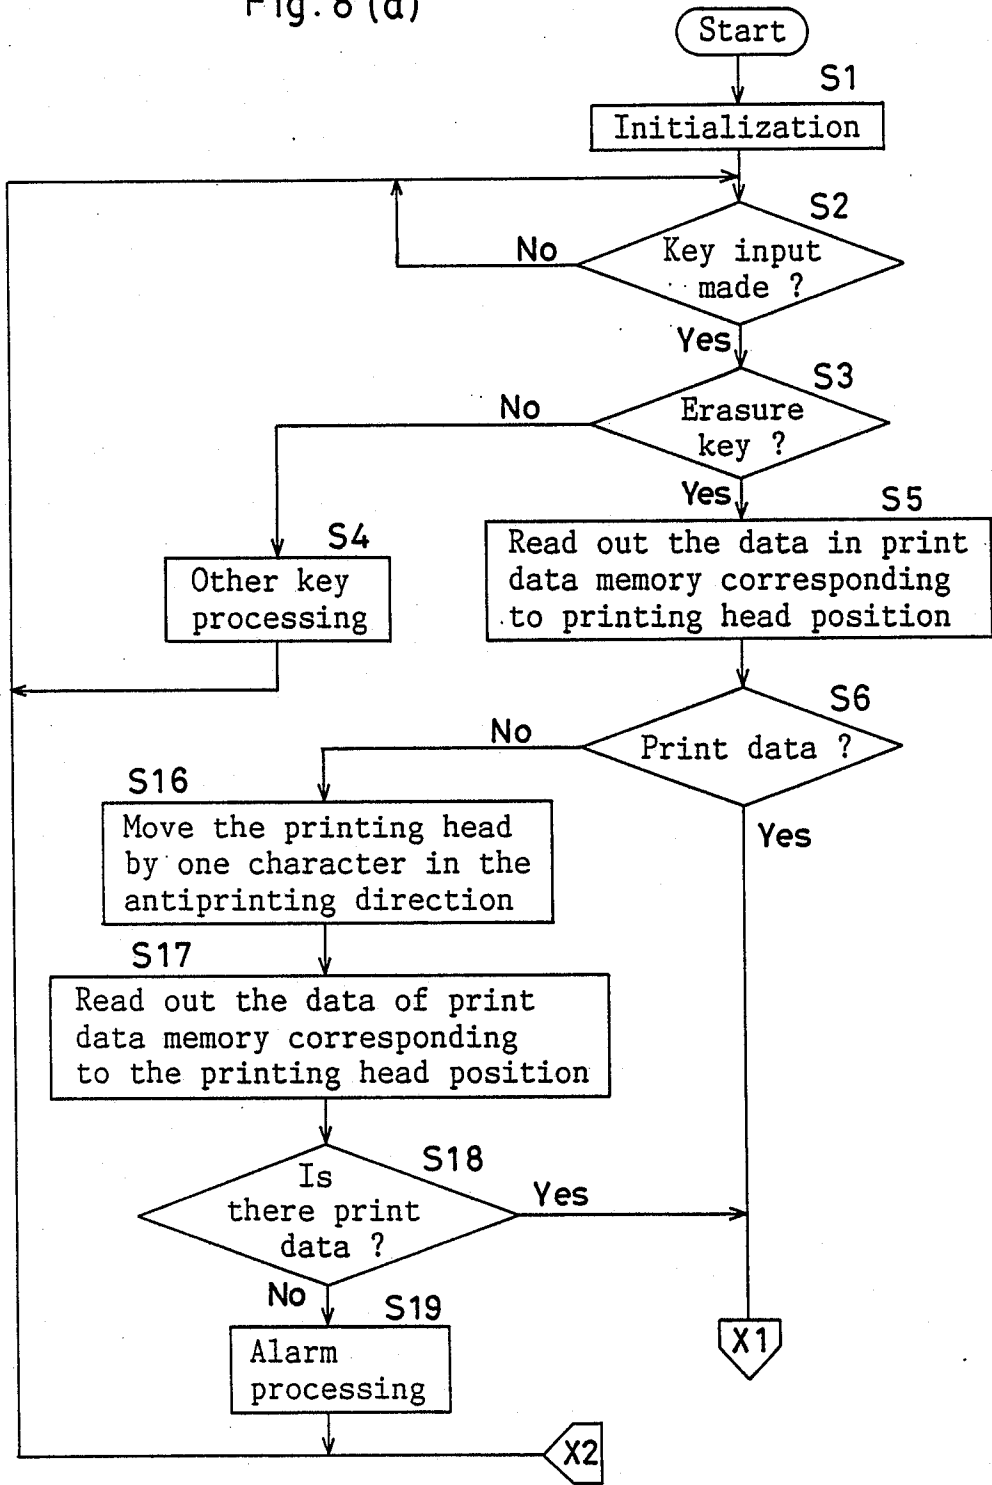 Fig. 8 (a)
Start
S1
Initialization
S2
Key input
made ?
No
Yes
S3
Erasure
key ?
No
Yes
S4
Other key
processing
S5
Read out the data in print
data memory corresponding
to printing head position
S6
Print data ?
No
Yes
S16
Move the printing head
by one character in the
antiprinting direction
S17
Read out the data of print
data memory corresponding
to the printing head position
S18
Is
there print
data ?
Yes
No
S19
Alarm
processing
X1
X2